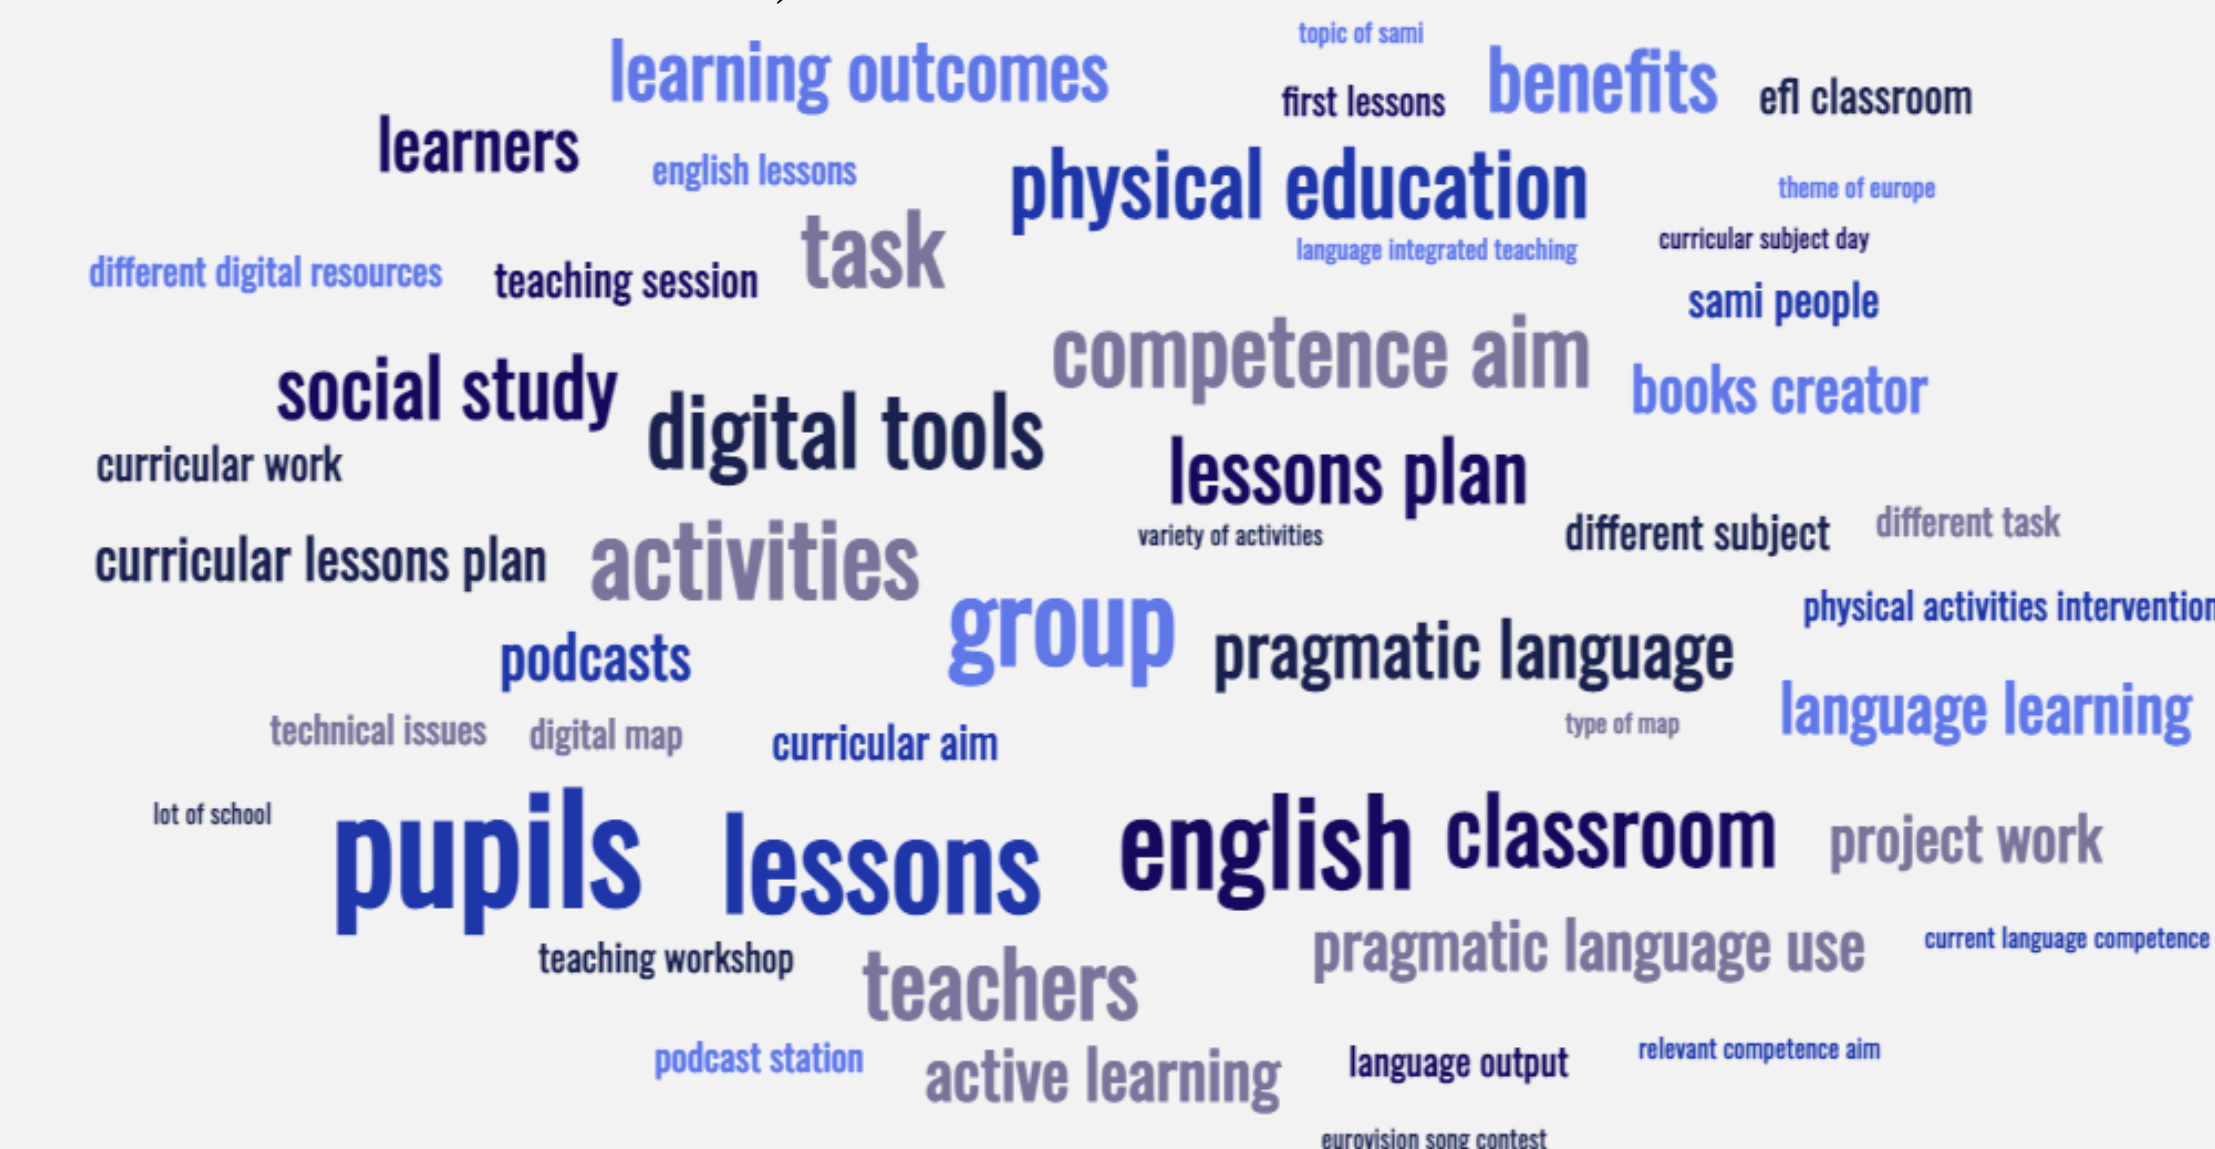 topic of sami
learning outcomes
benefits
first lessons
efl classroom
learners
english lessons
physical education
theme of europe
task
curricular subject day
language integrated teaching
different digital resources
teaching session
sami people
competence aim
social study
books creator
digital tools
curricular work
lessons plan
different task
different subject
variety of activities
curricular lessons plan
activities
physical activities intervention
group
pragmatic language
podcasts
language learning
type of map
technical issues
digital map
curricular aim
lot of school
pupils
lessons
english
classroom
project work
current language competence
pragmatic language use
teaching workshop
teachers
relevant competence aim
podcast station
language output
active learning
eurovision song contest